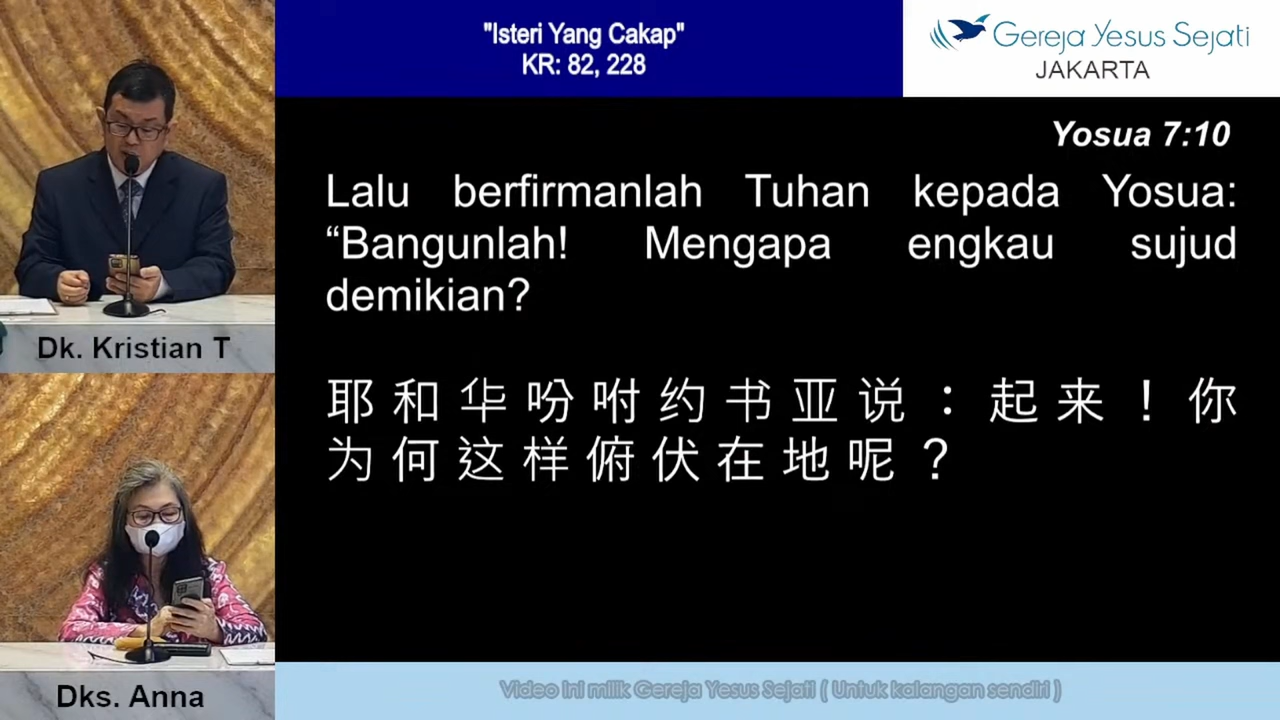 "Isteri Yang Cakap"
KR: 82, 228
Gereja Yesus Sejati
JAKARTA
Yosua 7:10
Lalu berfirmanlah Tuhan kepada Yosua:
“Bangunlah! Mengapa engkau sujud
demikian?
耶和华吩咐约书亚说：起来！你
为何这样俯伏在地呢？
Dk. Kristian T
Dks. Anna
Video ini milik Gereja Yesus Sejati ( Untuk kalangan sendiri )